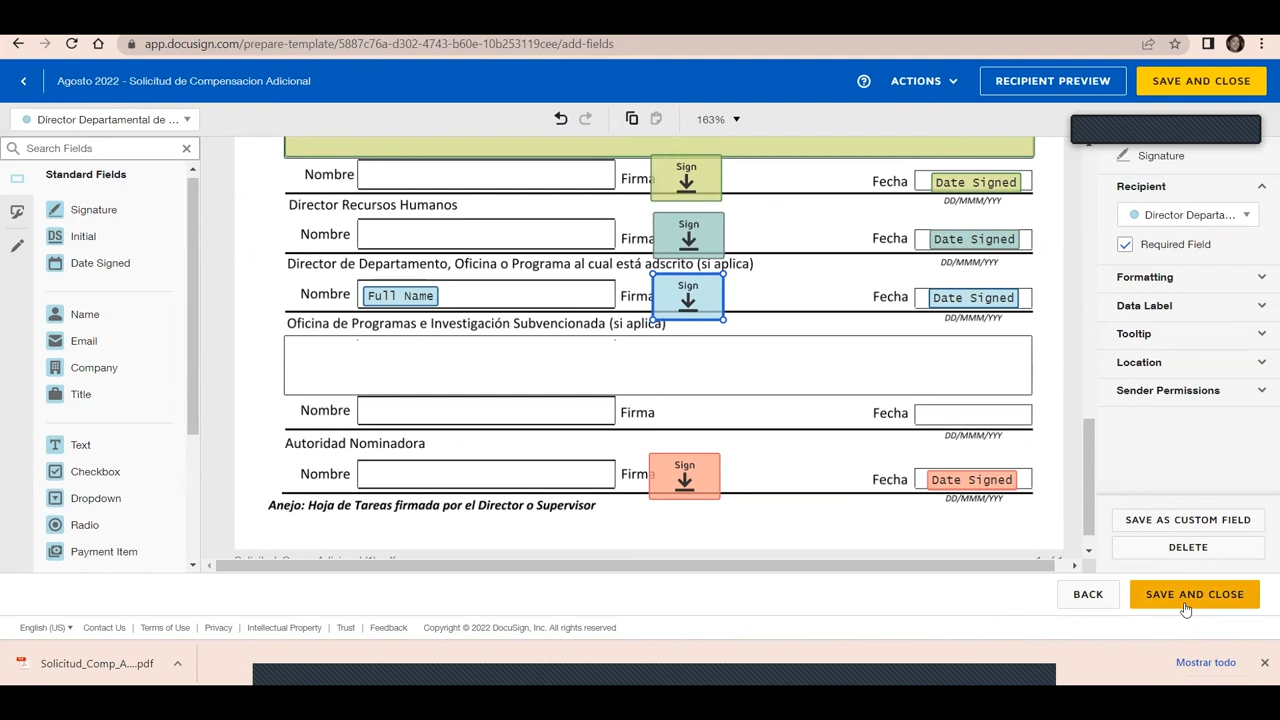 app.docusign.com/prepare-template/5887c76a-d302-4743-b60e-10b253119cee/add-fields
Agosto 2022 - Solicitud de Compensacion Adicional
ACTIONS
RECIPIENT PREVIEW
SAVE AND CLOSE
Director Departamental de ...
163%
Search Fields
Standard Fields
Signature
DS Initial
Date Signed
Name
Email
Company
Title
Text
Checkbox
Dropdown
Radio
Payment Item
Nombre Firma Sign Fecha Date Signed
DD/MMM/YYY
Director Recursos Humanos
Nombre Firma Sign Fecha Date Signed
Director de Departamento, Oficina o Programa al cual está adscrito (si aplica)
DD/MMM/YYY
Nombre Full Name Firma Sign Fecha Date Signed
DD/MMM/YYY
Oficina de Programas e Investigación Subvencionada (si aplica)
Nombre Firma Fecha
DD/MMM/YYY
Autoridad Nominadora
Nombre Firma Sign Fecha Date Signed
DD/MMM/YYY
Anejo: Hoja de Tareas firmada por el Director o Supervisor
Signature
Recipient
Director Departa...
Required Field
Formatting
Data Label
Tooltip
Location
Sender Permissions
SAVE AS CUSTOM FIELD
DELETE
BACK
SAVE AND CLOSE
English (US) Contact Us Terms of Use Privacy Intellectual Property Trust Feedback Copyright © 2022 DocuSign, Inc. All rights reserved
Solicitud_Comp_A....pdf
Mostrar todo